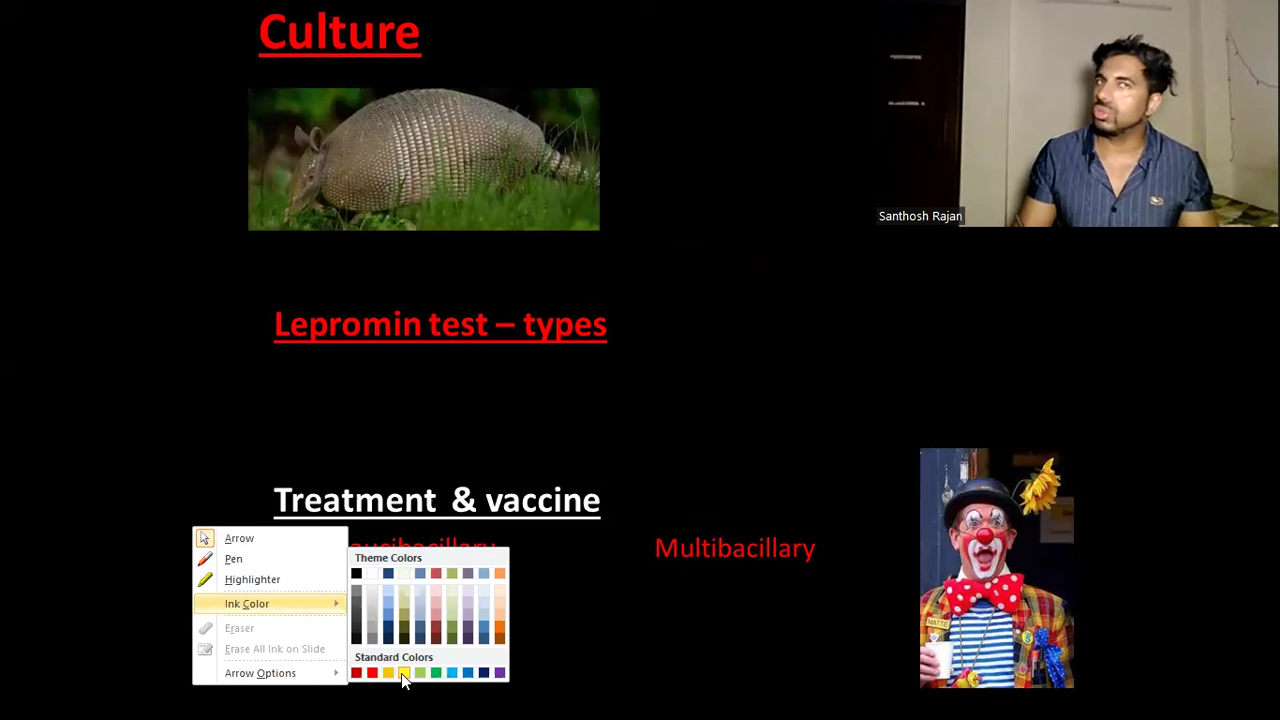 Culture
Santhosh Rajan
Lepromin test – types
Treatment & vaccine
Multibacillary
Arrow
Pen
Highlighter
Ink Color
Eraser
Erase All Ink on Slide
Arrow Options
Theme Colors
Standard Colors
MATTE